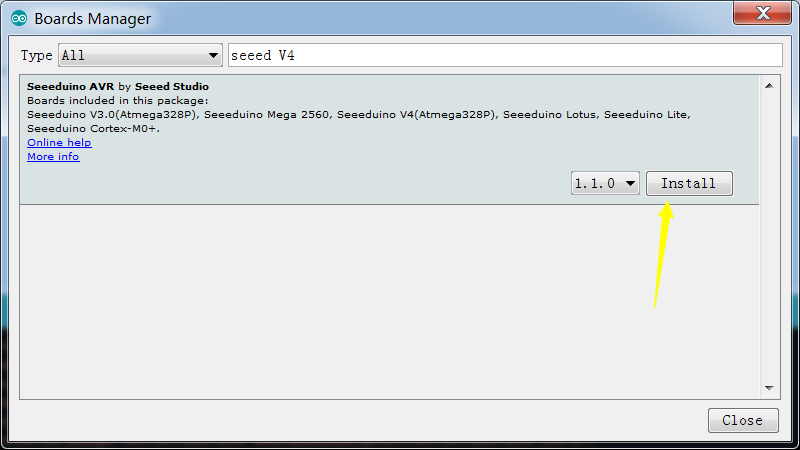 Boards Manager
Type All seeed V4
Seeeduino AVR by Seeed Studio
Boards included in this package:
Seeeduino V3.0(Atmega328P), Seeeduino Mega 2560, Seeeduino V4(Atmega328P), Seeeduino Lotus, Seeeduino Lite,
Seeeduino Cortex-M0+.
Online help
More info
1.1.0 Install
Close